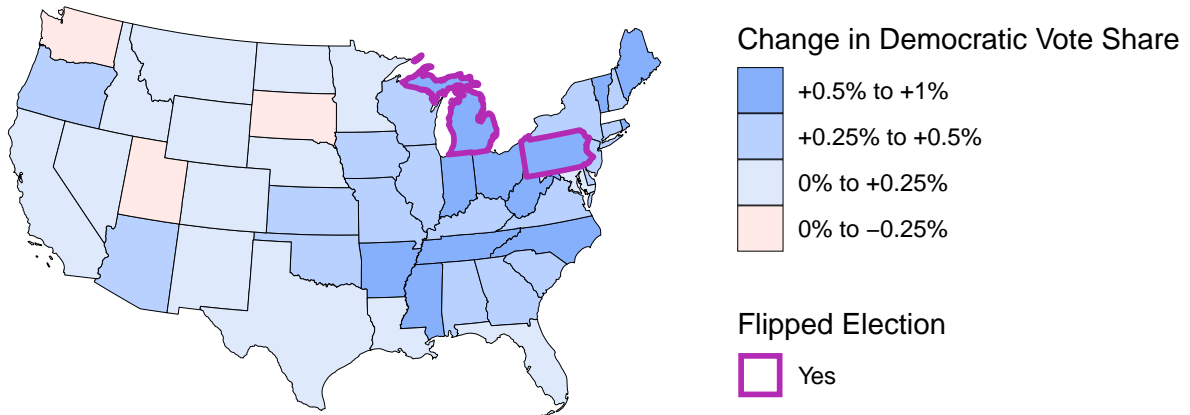 Change in Democratic Vote Share
+0.5% to +1%
+0.25% to +0.5%
0% to +0.25%
0% to −0.25%
Flipped Election
Yes